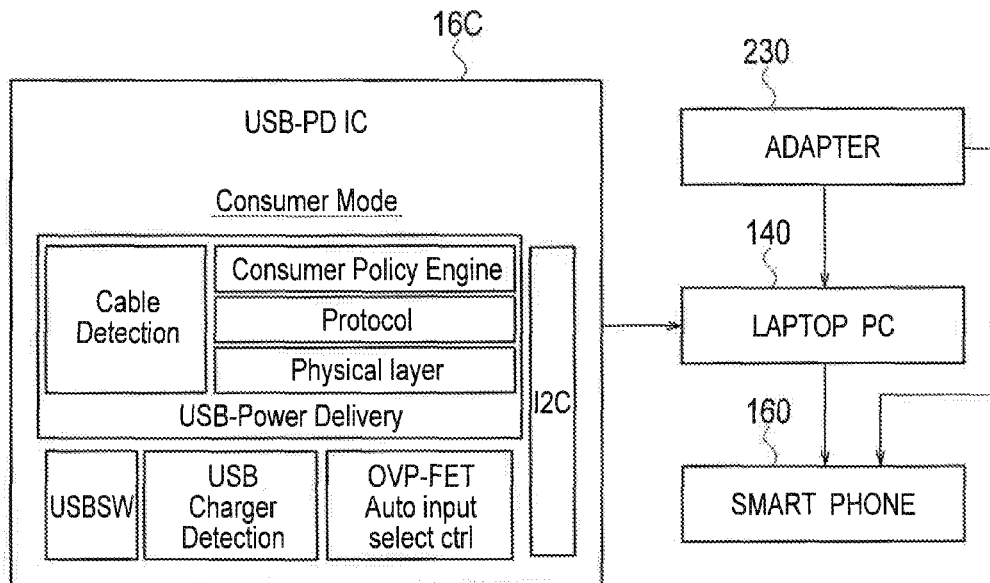 16C
USB-PD IC
Consumer Mode
Cable
Detection
Consumer Policy Engine
Protocol
Physical layer
USB-Power Delivery
I2C
USBSW
USB
Charger
Detection
OVP-FET
Auto input
select ctrl
230
ADAPTER
140
LAPTOP PC
160
SMART PHONE